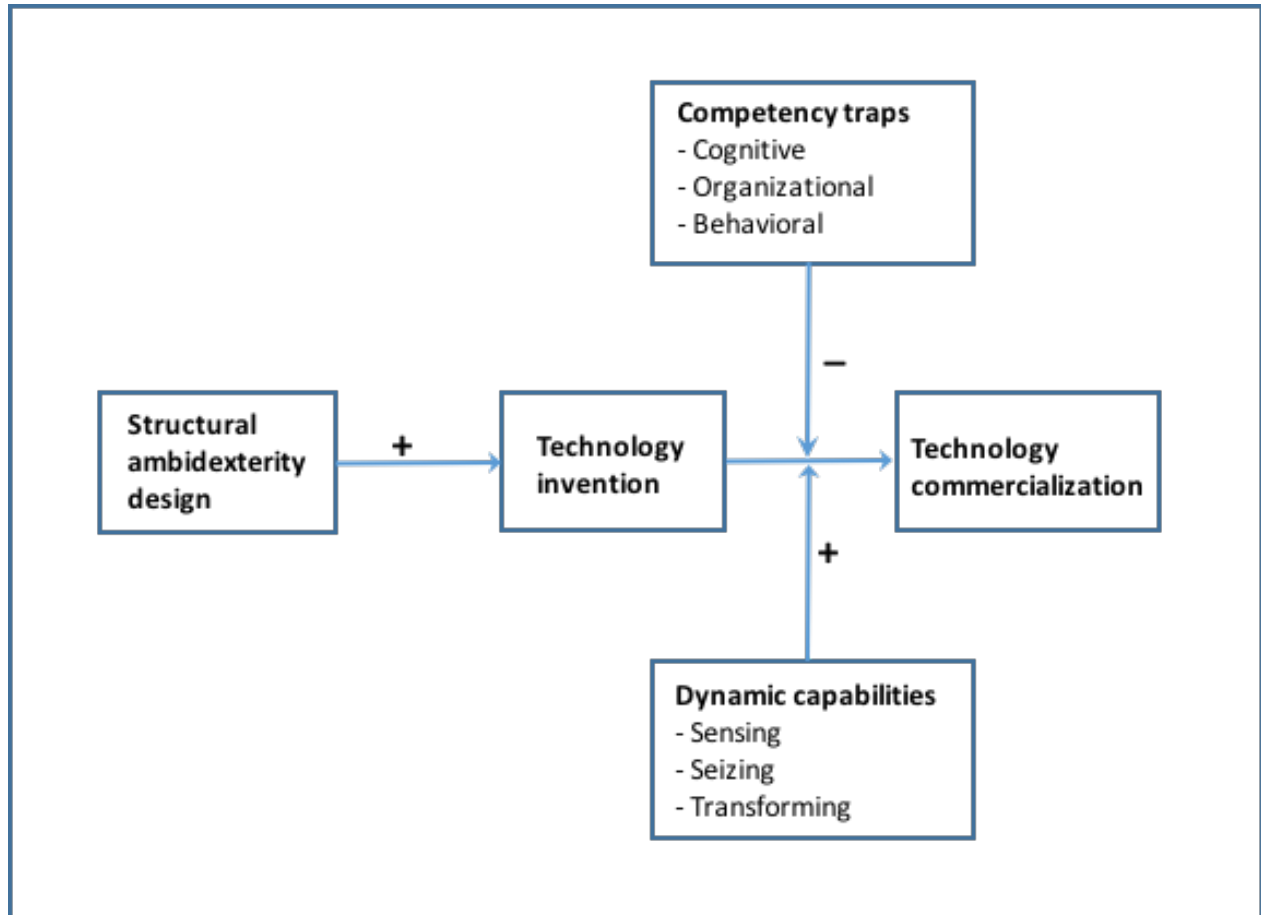 Competency traps
- Cognitive
- Organizational
- Behavioral
–
Structural
ambidexterity
design
+
Technology
invention
Technology
commercialization
+
Dynamic capabilities
- Sensing
- Seizing
- Transforming